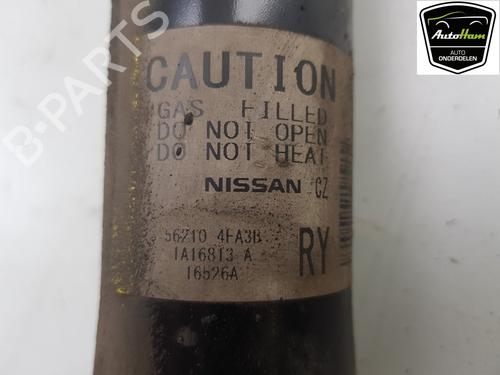 AutoHam
AUTO
ONDERDELEN
B-PARTS
CAUTION
GAS FILLED
DO NOT OPEN
DO NOT HEAT
NISSAN CZ
56210 4FA3B
1A16813 A
16526A
RY